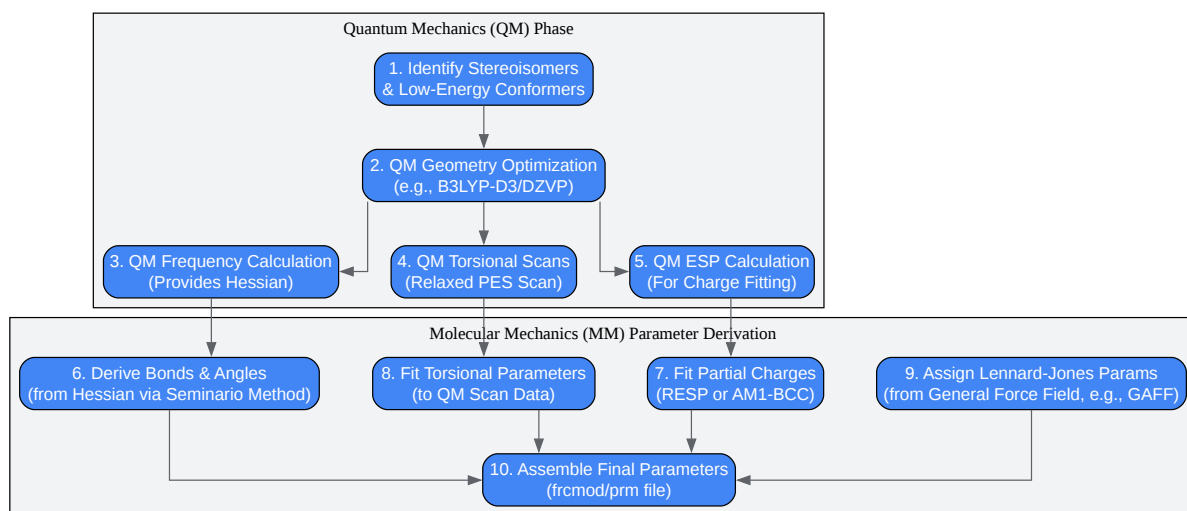 Quantum Mechanics (QM) Phase
1. Identify Stereoisomers
& Low-Energy Conformers
2. QM Geometry Optimization
(e.g., B3LYP-D3/DZVP)
3. QM Frequency Calculation
(Provides Hessian)
4. QM Torsional Scans
(Relaxed PES Scan)
5. QM ESP Calculation
(For Charge Fitting)
Molecular Mechanics (MM) Parameter Derivation
6. Derive Bonds & Angles
(from Hessian via Seminario Method)
8. Fit Torsional Parameters
(to QM Scan Data)
7. Fit Partial Charges
(RESP or AM1-BCC)
9. Assign Lennard-Jones Params
(from General Force Field, e.g., GAFF)
10. Assemble Final Parameters
(frcmod/prm file)